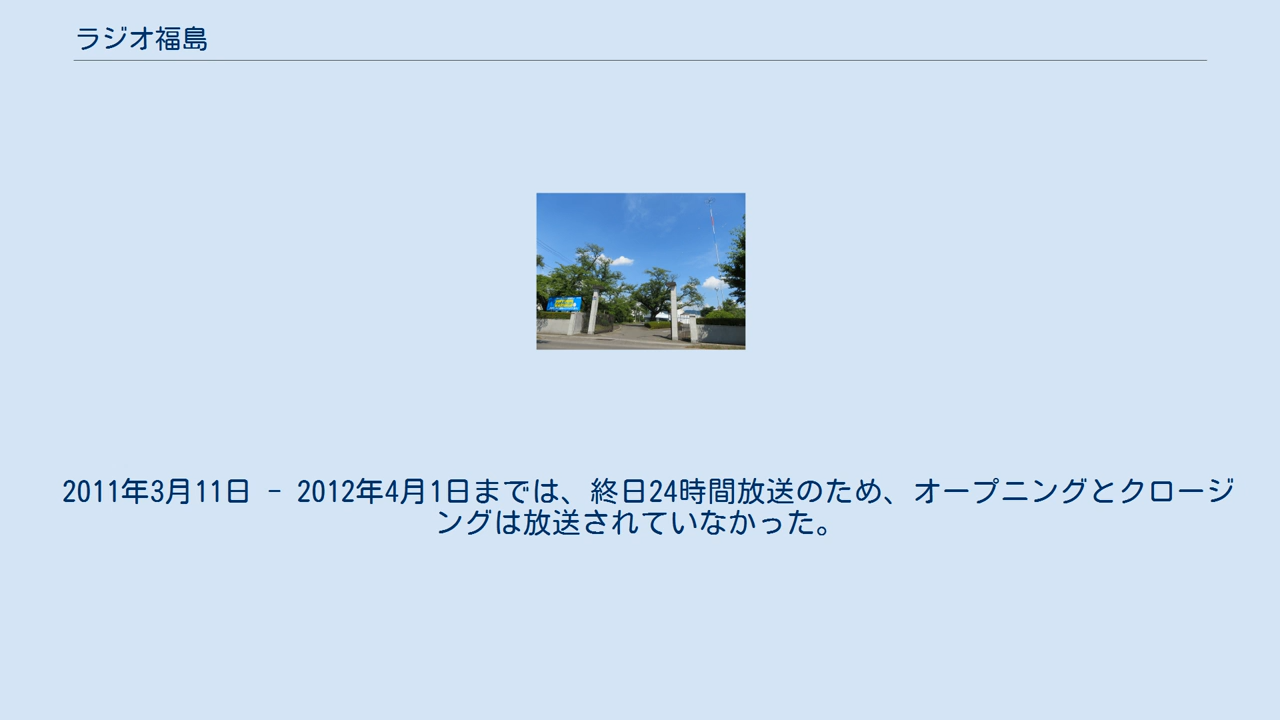 ラジオ福島
2011年3月11日 - 2012年4月1日までは、終日24時間放送のため、オープニングとクロージ
ングは放送されていなかった。